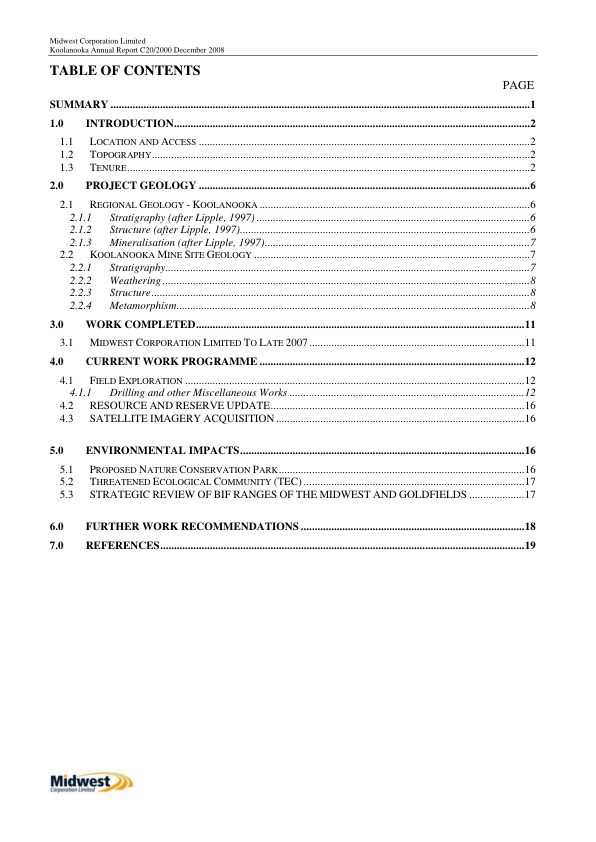 Midwest Corporation Limited
Koolanooka Annual Report C20/2000 December 2008
TABLE OF CONTENTS
PAGE
SUMMARY ...1
1.0 INTRODUCTION...2
1.1 LOCATION AND ACCESS ...2
1.2 TOPOGRAPHY...2
1.3 TENURE...2
2.0 PROJECT GEOLOGY ...6
2.1 REGIONAL GEOLOGY - KOOLANOOKA ...6
2.1.1 Stratigraphy (after Lipple, 1997) ...6
2.1.2 Structure (after Lipple, 1997)...6
2.1.3 Mineralisation (after Lipple, 1997)...7
2.2 KOOLANOOKA MINE SITE GEOLOGY ...7
2.2.1 Stratigraphy...7
2.2.2 Weathering ...8
2.2.3 Structure...8
2.2.4 Metamorphism...8
3.0 WORK COMPLETED...11
3.1 MIDWEST CORPORATION LIMITED TO LATE 2007 ...11
4.0 CURRENT WORK PROGRAMME ...12
4.1 FIELD EXPLORATION ...12
4.1.1 Drilling and other Miscellaneous Works ...12
4.2 RESOURCE AND RESERVE UPDATE...16
4.3 SATELLITE IMAGERY ACQUISITION ...16
5.0 ENVIRONMENTAL IMPACTS...16
5.1 PROPOSED NATURE CONSERVATION PARK...16
5.2 THREATENED ECOLOGICAL COMMUNITY (TEC) ...17
5.3 STRATEGIC REVIEW OF BIF RANGES OF THE MIDWEST AND GOLDFIELDS ...17
6.0 FURTHER WORK RECOMMENDATIONS ...18
7.0 REFERENCES...19
Midwest
Corporation Limited